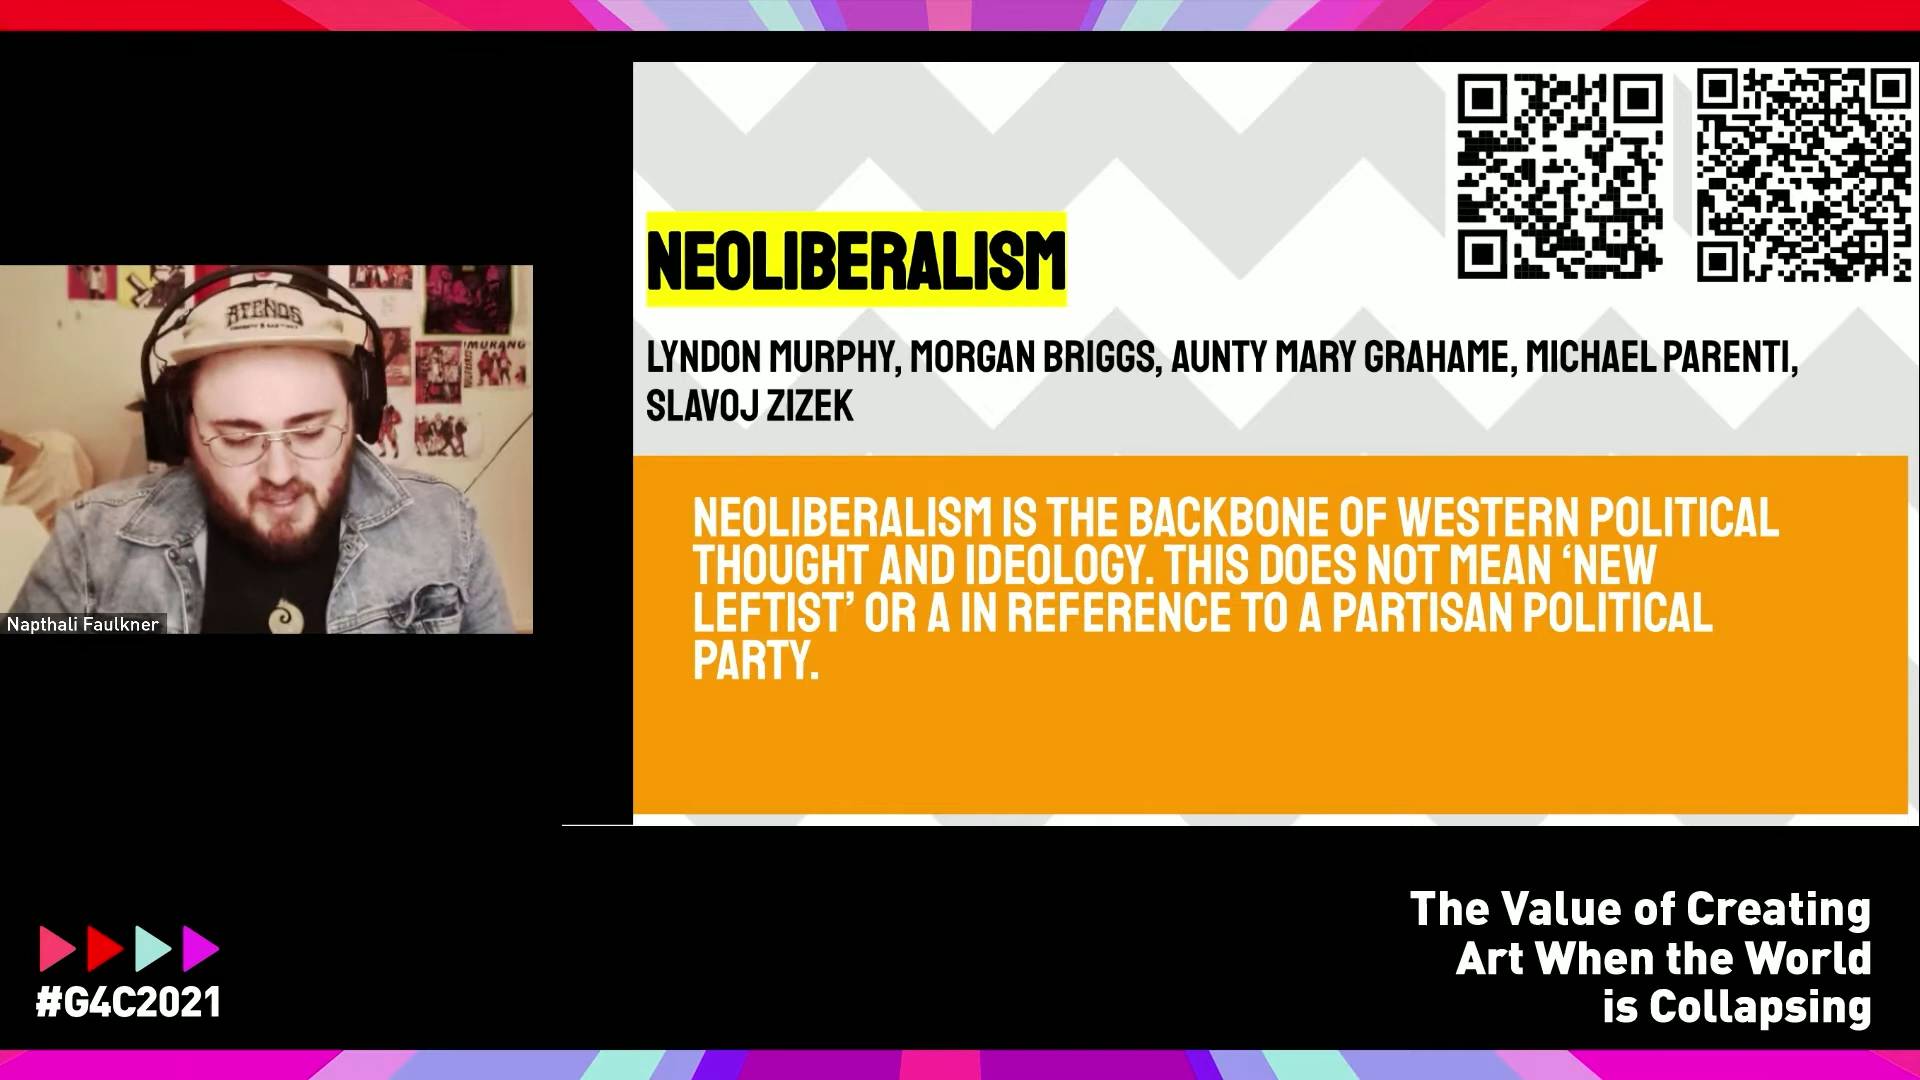 NEOLIBERALISM
LYNDON MURPHY, MORGAN BRIGGS, AUNTY MARY GRAHAME, MICHAEL PARENTI,
SLAVOJ ZIZEK
NEOLIBERALISM IS THE BACKBONE OF WESTERN POLITICAL
THOUGHT AND IDEOLOGY. THIS DOES NOT MEAN ‘NEW
LEFTIST’ OR A IN REFERENCE TO A PARTISAN POLITICAL
PARTY.
AFENDS
Napthali Faulkner
#G4C2021
The Value of Creating
Art When the World
is Collapsing